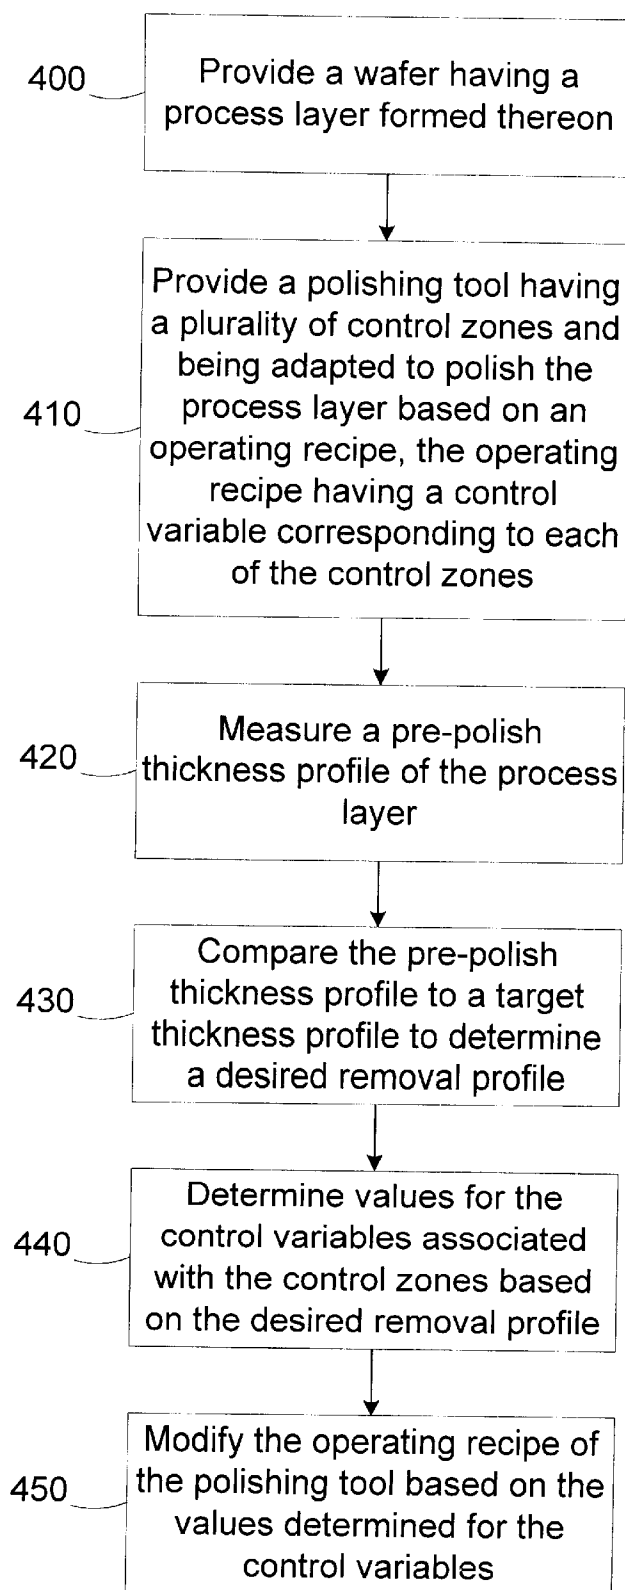 400
Provide a wafer having a
process layer formed thereon
410
Provide a polishing tool having
a plurality of control zones and
being adapted to polish the
process layer based on an
operating recipe, the operating
recipe having a control
variable corresponding to each
of the control zones
420
Measure a pre-polish
thickness profile of the process
layer
430
Compare the pre-polish
thickness profile to a target
thickness profile to determine
a desired removal profile
440
Determine values for the
control variables associated
with the control zones based
on the desired removal profile
450
Modify the operating recipe of
the polishing tool based on the
values determined for the
control variables